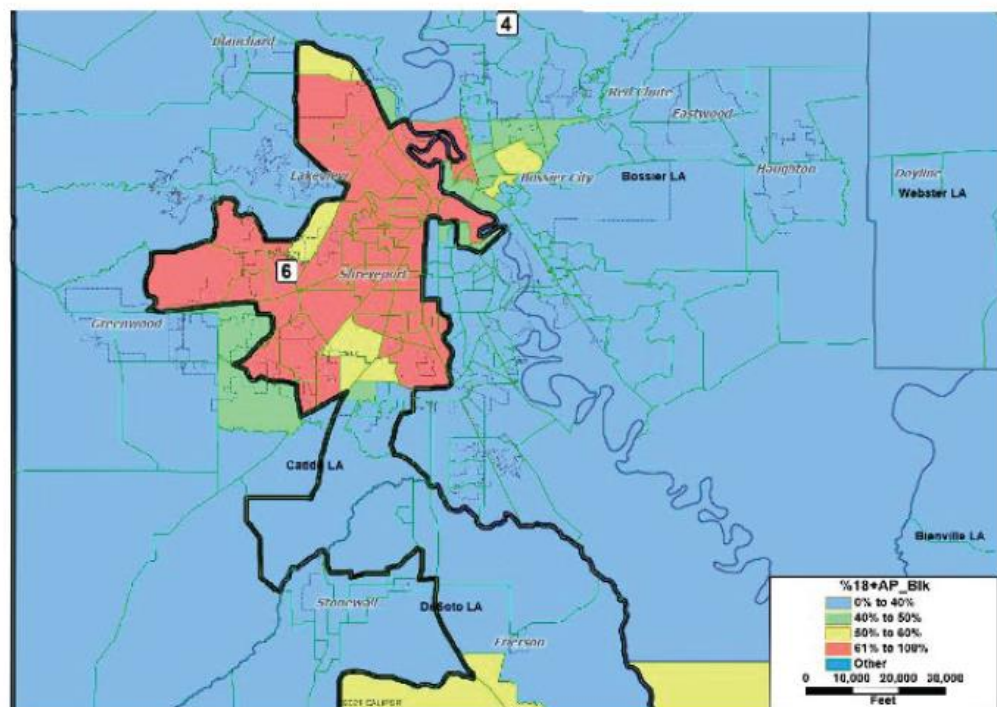 4
Blanchard
Red Chute
Eastwood
Lakeview
Bossier City
Bossier LA
Haughton
Doyline
Webster LA
6
Shreveport
Greenwood
Caddo LA
Bienville LA
Stonewall
DeSoto LA
Frierson
%18+AP_Blk
0% to 40%
40% to 50%
50% to 60%
61% to 100%
Other
0 10,000 20,000 30,000
Feet